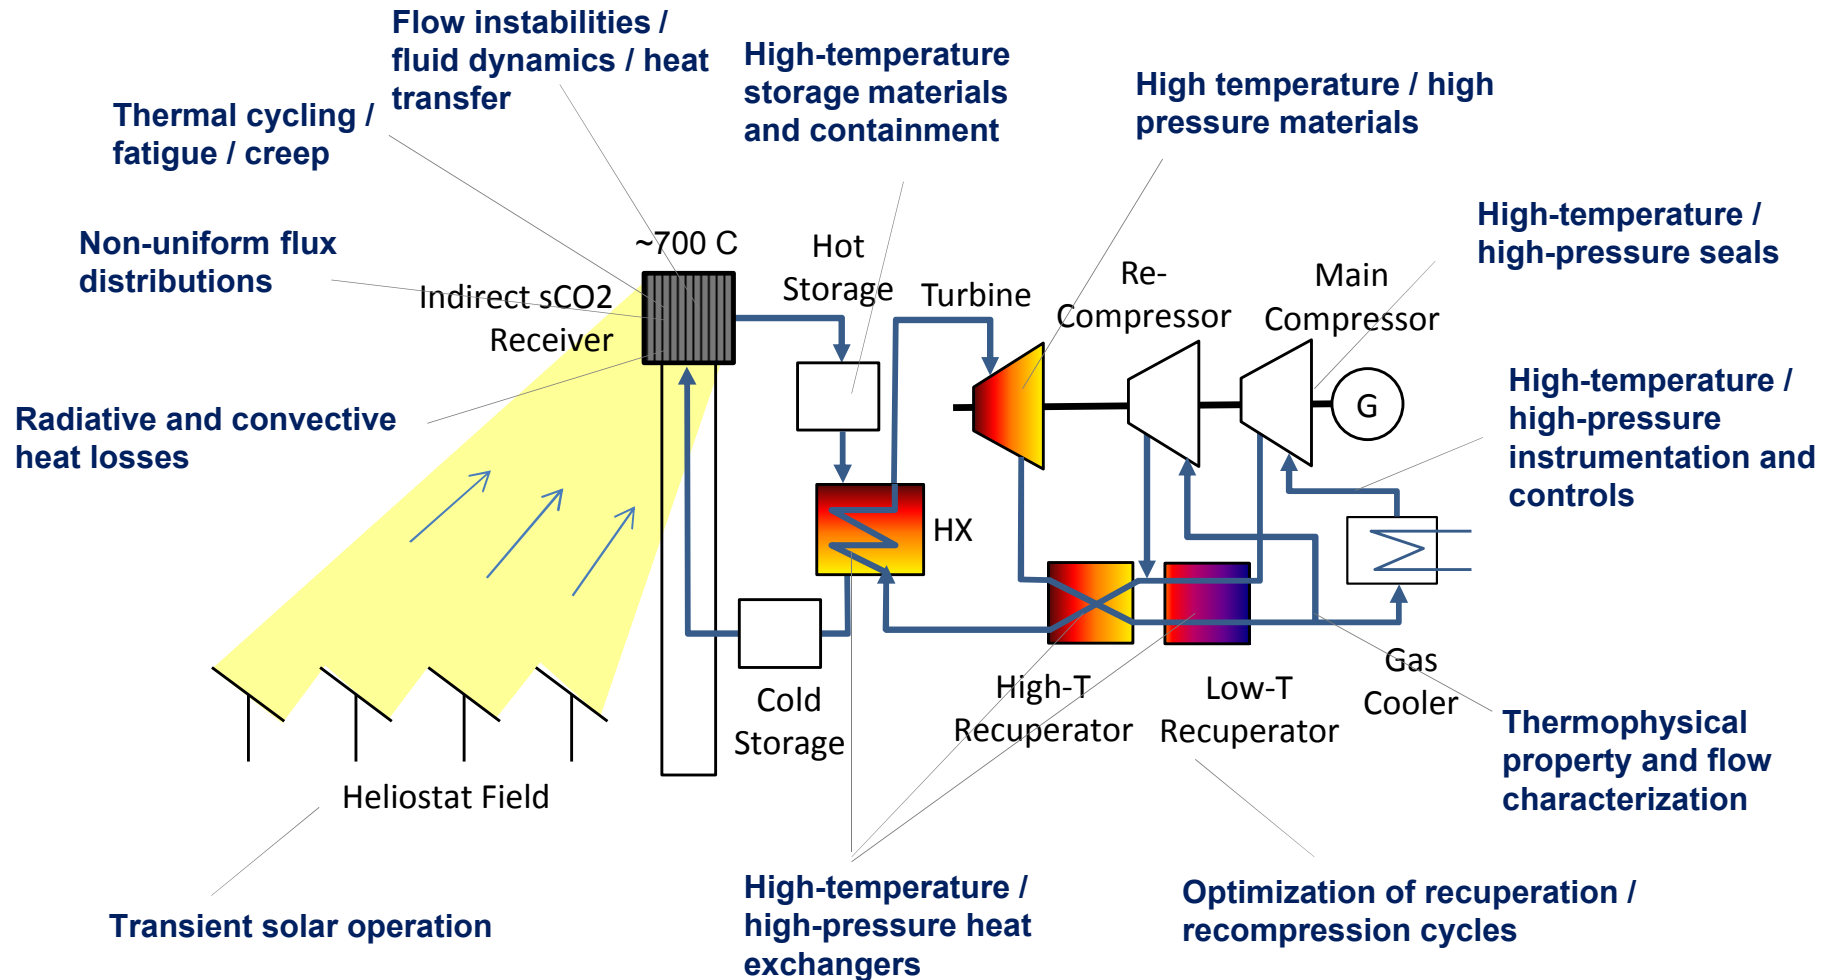 Flow instabilities /
fluid dynamics / heat
transfer
High-temperature
storage materials
and containment
High temperature / high
pressure materials
Thermal cycling /
fatigue / creep
High-temperature /
high-pressure seals
Non-uniform flux
distributions
~700 C
Hot
Storage
Indirect sCO2
Receiver
Turbine
Re-
Compressor
Main
Compressor
Radiative and convective
heat losses
G
High-temperature /
high-pressure
instrumentation and
controls
HX
Cold
Storage
High-T
Recuperator
Low-T
Recuperator
Gas
Cooler
Heliostat Field
Thermophysical
property and flow
characterization
Transient solar operation
High-temperature /
high-pressure heat
exchangers
Optimization of recuperation /
recompression cycles